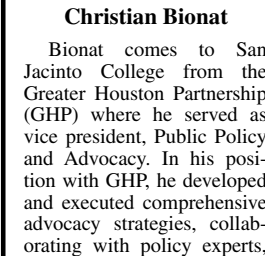 Christian Bionat
Bionat comes to San
Jacinto College from the
Greater Houston Partnership
(GHP) where he served as
vice president, Public Policy
and Advocacy. In his posi-
tion with GHP, he developed
and executed comprehensive
advocacy strategies, collab-
orating with policy experts,